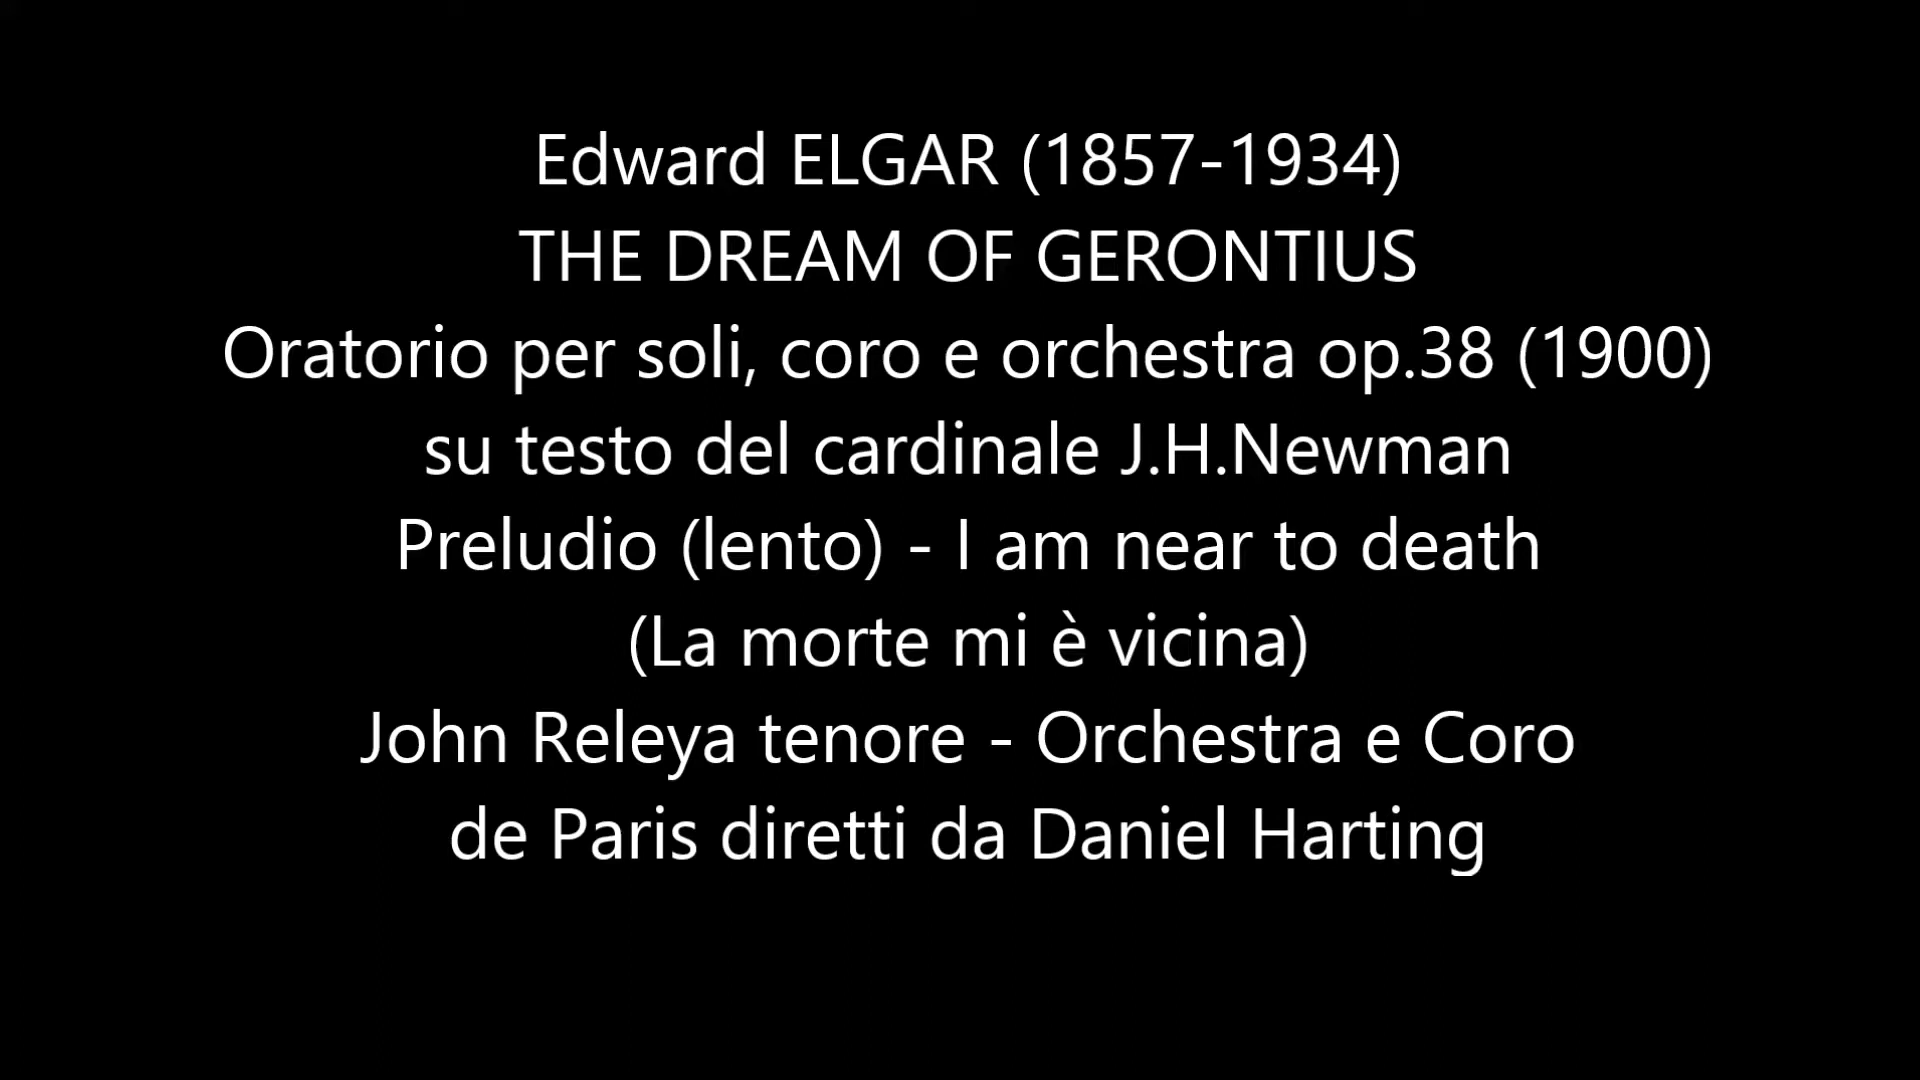 Edward ELGAR (1857-1934)
THE DREAM OF GERONTIUS
Oratorio per soli, coro e orchestra op.38 (1900)
su testo del cardinale J.H.Newman
Preludio (lento) - I am near to death
(La morte mi è vicina)
John Releya tenore - Orchestra e Coro
de Paris diretti da Daniel Harting